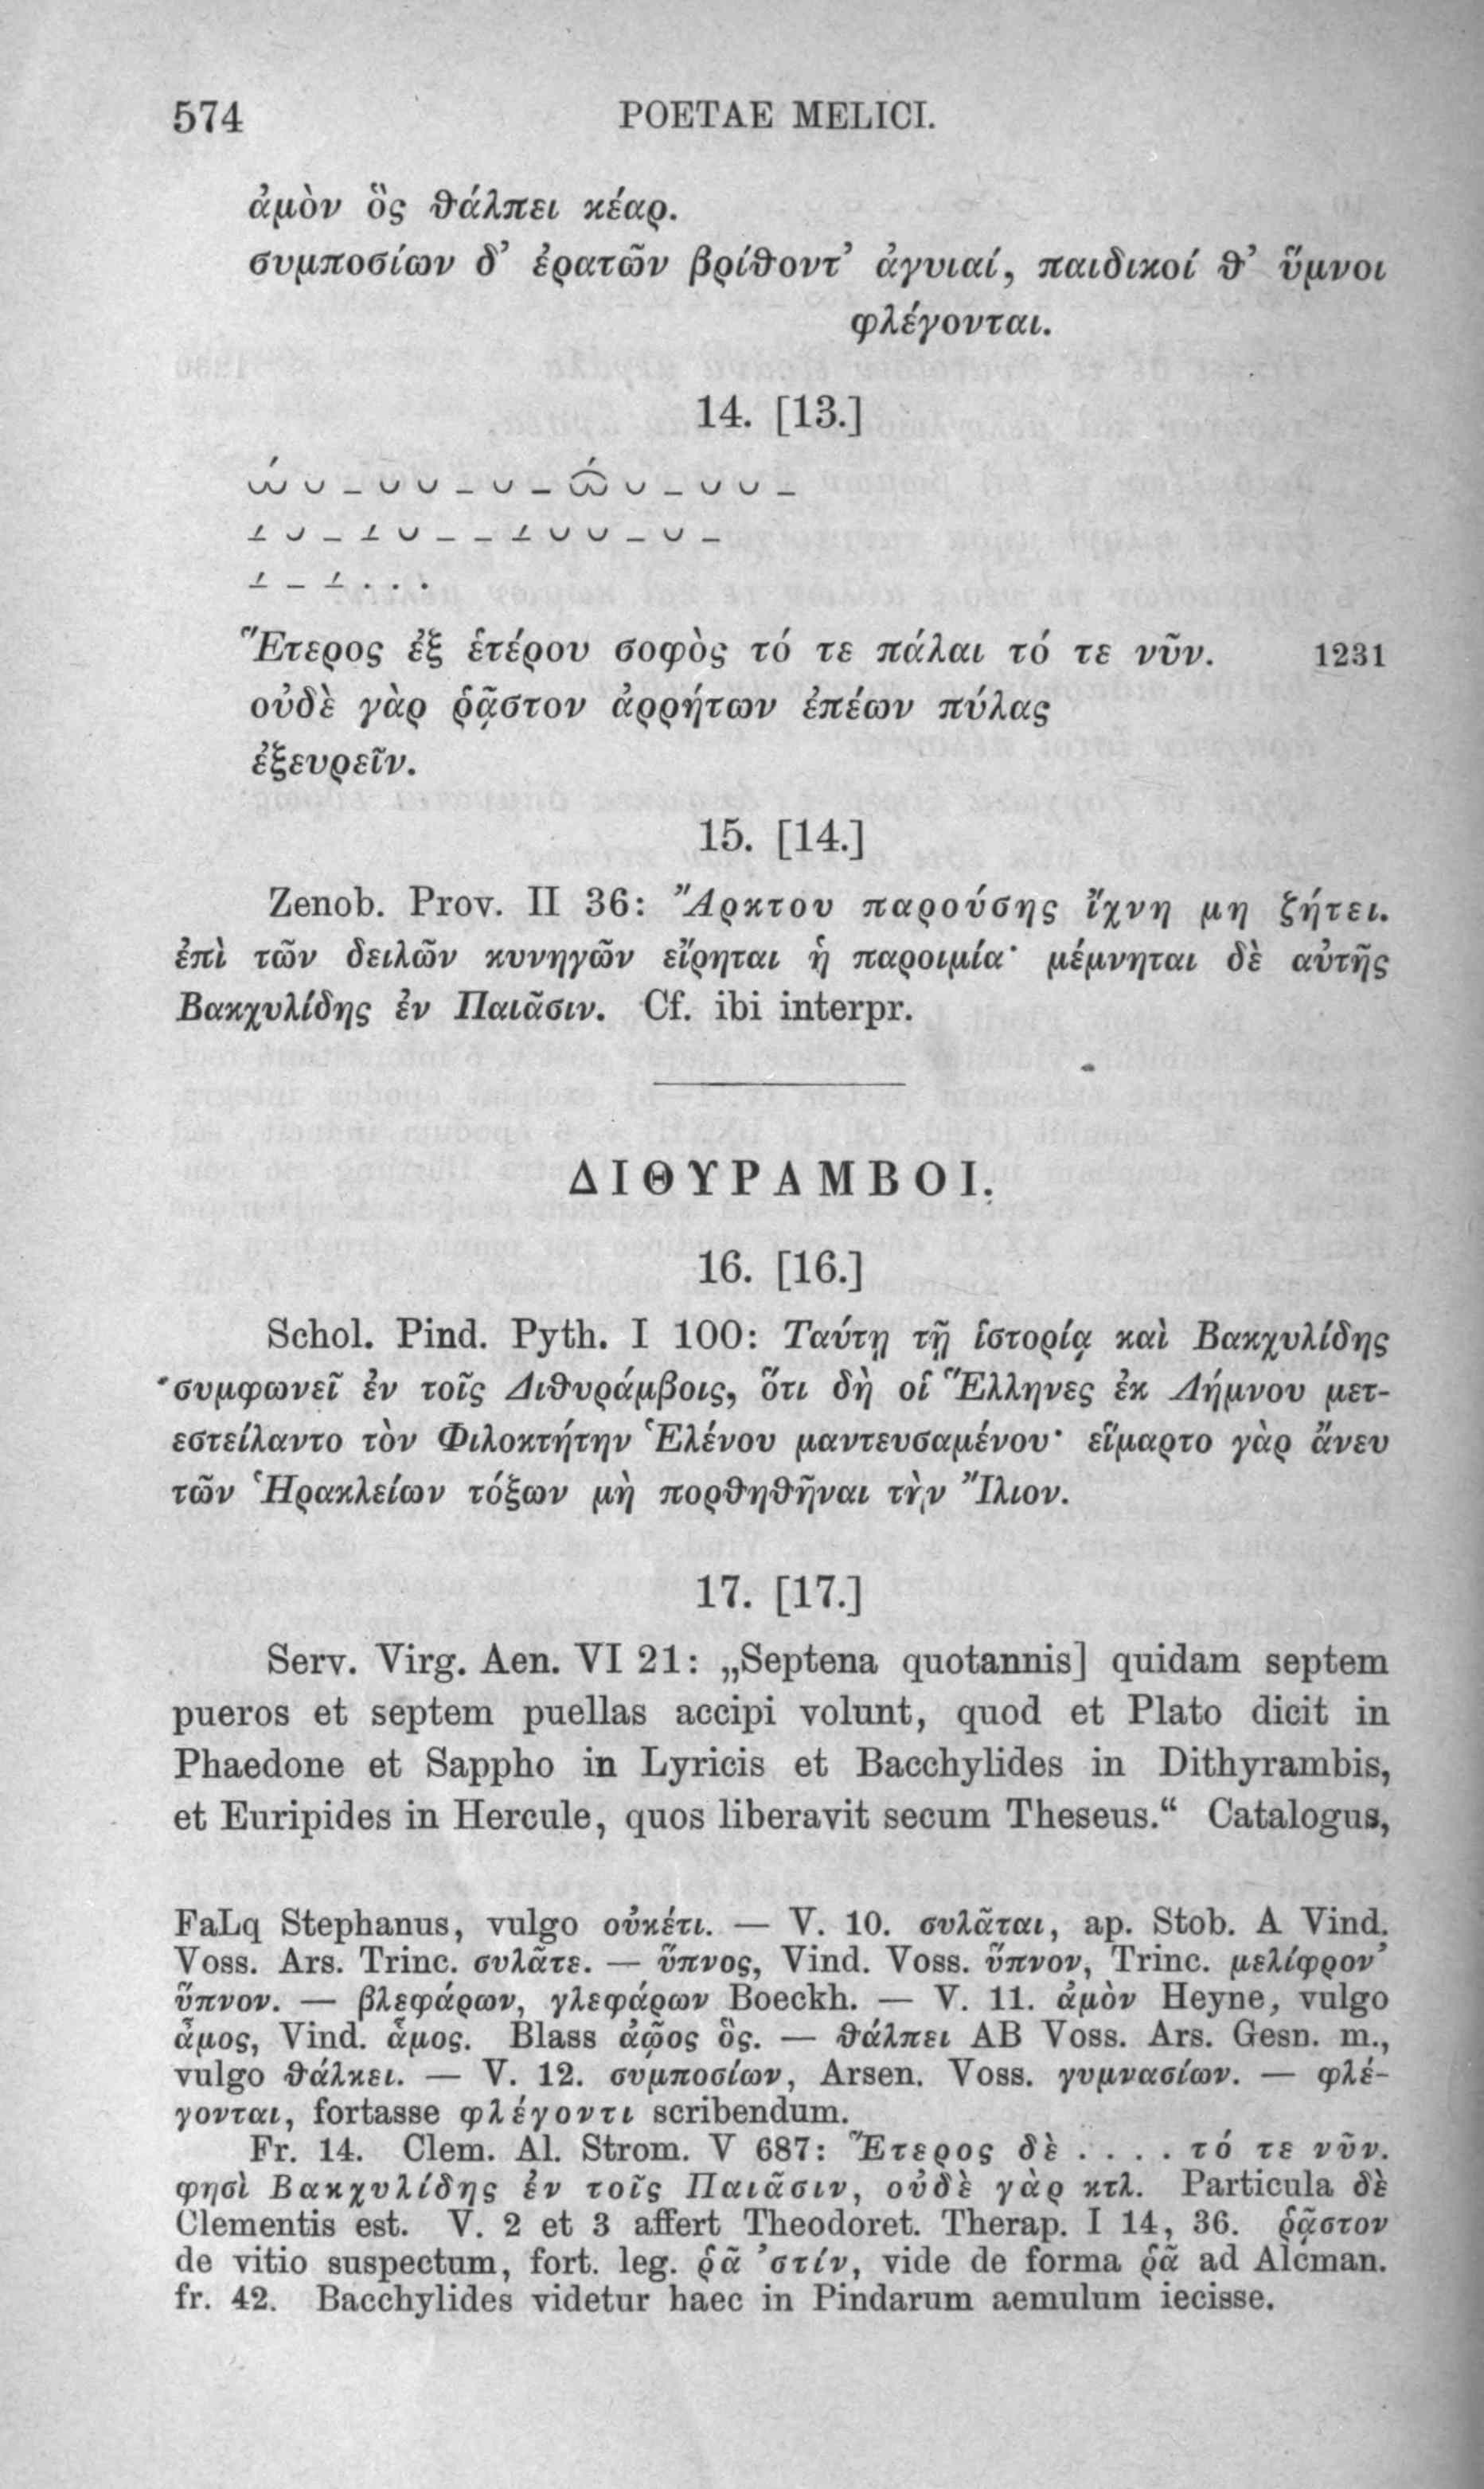 574 POETAE MELICI.
ἁμὸν ὃς θάλπει κέαρ.
συμποσίων δ’ ἐρατῶν βρίθοντ’ ἀγυιαί, παιδικοί θ’ ὕμνοι
φλέγονται.
14. [13.]
Ἕτερος ἐξ ἑτέρου σοφὸς τό τε πάλαι τό τε νῦν. 1231
οὐδὲ γὰρ ῥᾷστον ἀρρήτων ἐπέων πύλας
ἐξευρεῖν.
15. [14.]
Zenob. Prov. II 36: Ἄρκτου παρούσης ἴχνη μη ζήτει.
ἐπὶ τῶν δειλῶν κυνηγῶν εἴρηται ἡ παροιμία· μέμνηται δὲ αὐτῆς
Βακχυλίδης ἐν Παιᾶσιν. Cf. ibi interpr.
ΔΙΘΥΡΑΜΒΟΙ.
16. [16.]
Schol. Pind. Pyth. I 100: Ταύτῃ τῇ ἱστορίᾳ καὶ Βακχυλίδης
συμφωνεῖ ἐν τοῖς Διθυράμβοις, ὅτι δὴ οἱ Ἕλληνες ἐκ Λήμνου μετ-
εστείλαντο τὸν Φιλοκτήτην Ἑλένου μαντευσαμένου· εἵμαρτο γὰρ ἄνευ
τῶν Ἡρακλείων τόξων μὴ πορθηθῆναι τὴν Ἴλιον.
17. [17.]
Serv. Virg. Aen. VI 21: „Septena quotannis] quidam septem
pueros et septem puellas accipi volunt, quod et Plato dicit in
Phaedone et Sappho in Lyricis et Bacchylides in Dithyrambis,
et Euripides in Hercule, quos liberavit secum Theseus.“ Catalogus,
FaLq Stephanus, vulgo οὐκέτι. — V. 10. συλᾶται, ap. Stob. A Vind.
Voss. Ars. Trinc. συλᾶτε. — ὕπνος, Vind. Voss. ὕπνον, Trinc. μελίφρον’
ὕπνον. — βλεφάρων, γλεφάρων Boeckh. — V. 11. ἁμὸν Heyne, vulgo
ἆμος, Vind. ἇμος. Blass ἀῷος ὃς. — θάλπει AB Voss. Ars. Gesn. m.,
vulgo θάλκει. — V. 12. συμποσίων, Arsen. Voss. γυμνασίων. — φλέ-
γονται, fortasse φλέγοντι scribendum.
Fr. 14. Clem. Al. Strom. V 687: Ἕτερος δὲ . . . . τό τε νῦν.
φησὶ Βακχυλίδης ἐν τοῖς Παιᾶσιν, οὐδὲ γὰρ κτλ. Particula δὲ
Clementis est. V. 2 et 3 affert Theodoret. Therap. I 14, 36. ῥᾷστον
de vitio suspectum, fort. leg. ῥᾶ ’στίν, vide de forma ῥᾶ ad Alcman.
fr. 42. Bacchylides videtur haec in Pindarum aemulum iecisse.